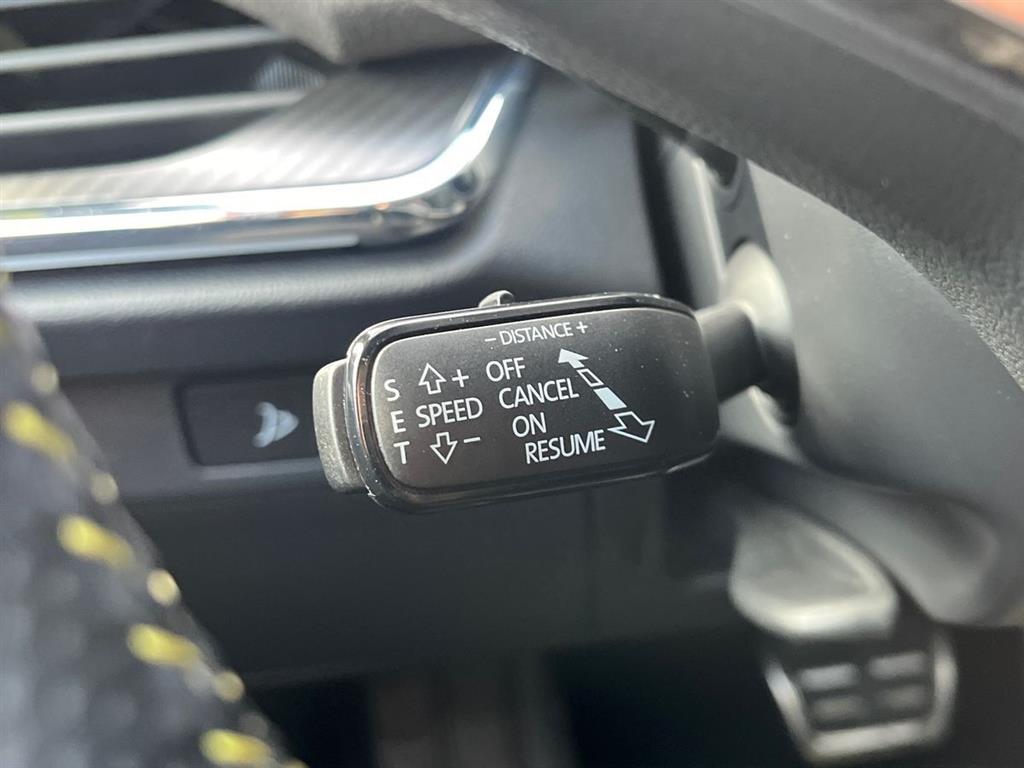 − DISTANCE +
S + OFF
E SPEED CANCEL
T − ON
RESUME